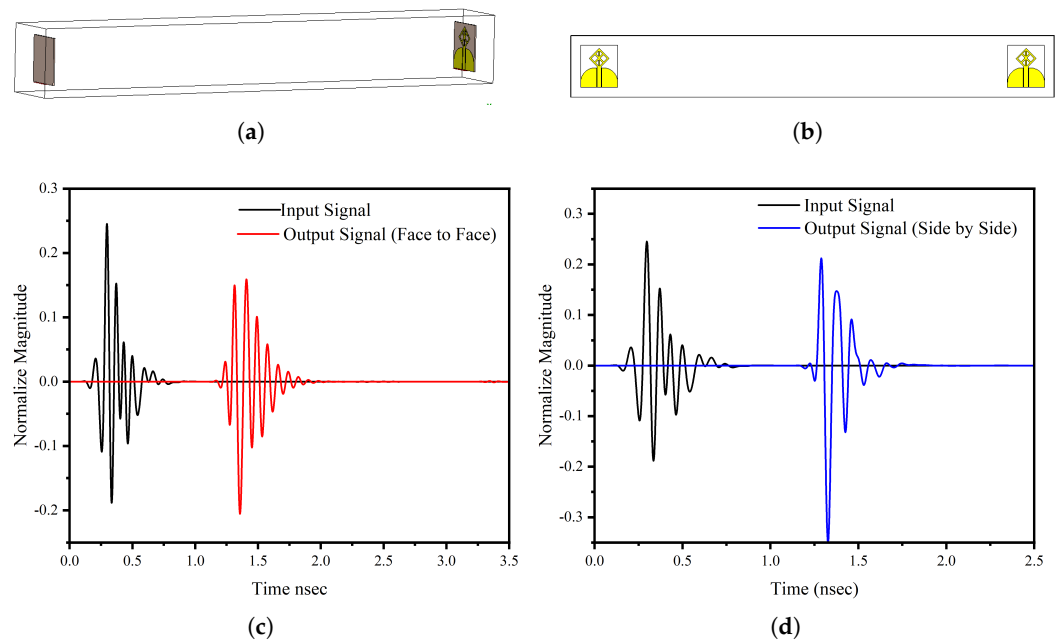 (a)
(b)
0.3
0.2
0.1
0.0
-0.1
-0.2
Normalize Magnitude
Input Signal
Output Signal (Face to Face)
0.0
0.5
1.0
1.5
2.0
2.5
3.0
3.5
Time nsec
(c)
0.3
0.2
0.1
0.0
-0.1
-0.2
-0.3
Normalize Magnitude
Input Signal
Output Signal (Side by Side)
0.0
0.5
1.0
1.5
2.0
2.5
Time (nsec)
(d)